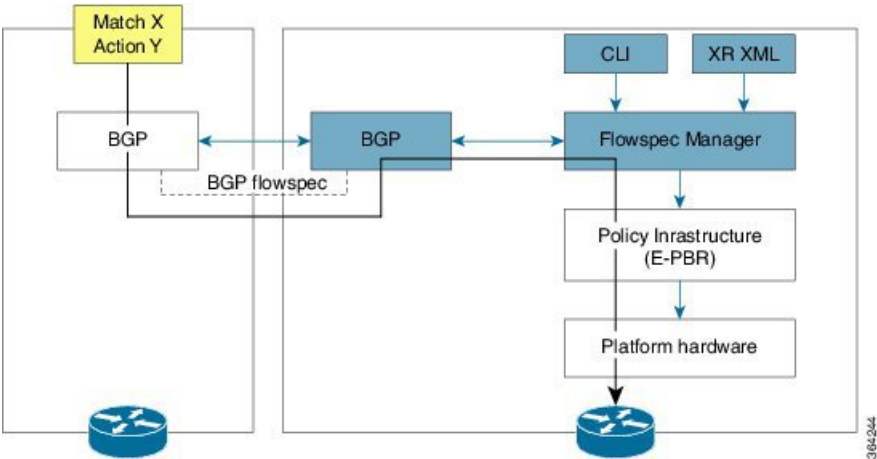 Match X
Action Y
CLI
XR XML
BGP
BGP
Flowspec Manager
BGP flowspec
Policy Inrastructure
(E-PBR)
Platform hardware
364244